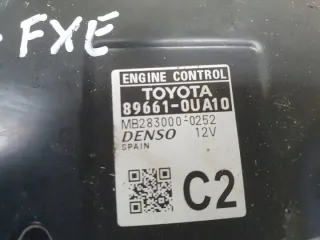 - FXE
ENGINE CONTROL
TOYOTA
89661-0UA10
MB283000-0252
DENSO 12V
SPAIN
C2